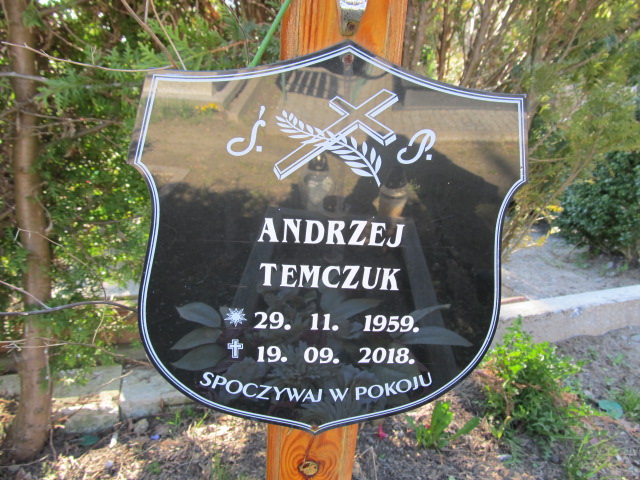 Ś. P.
ANDRZEJ
TEMCZUK
29. 11. 1959.
19. 09. 2018.
SPOCZYWAJ W POKOJU